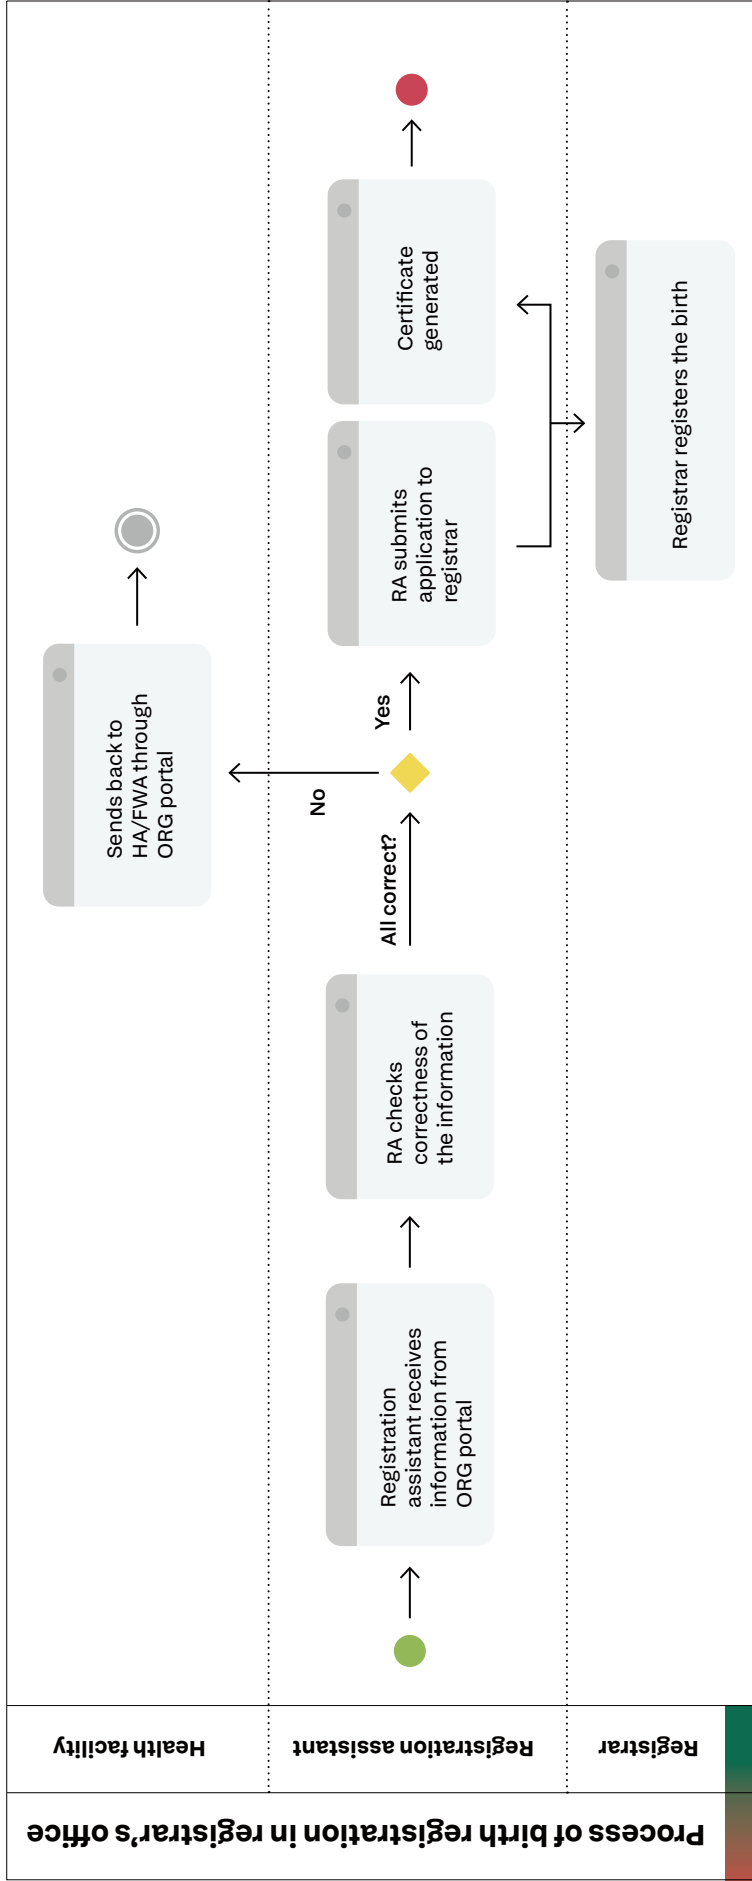 Process of birth registration in registrar's office
Health facility
Registration assistant
Registrar
Sends back to
HA/FWA through
ORG portal
Registration
assistant receives
information from
ORG portal
RA checks
correctness of
the information
All correct?
No
Yes
RA submits
application to
registrar
Certificate
generated
Registrar registers the birth